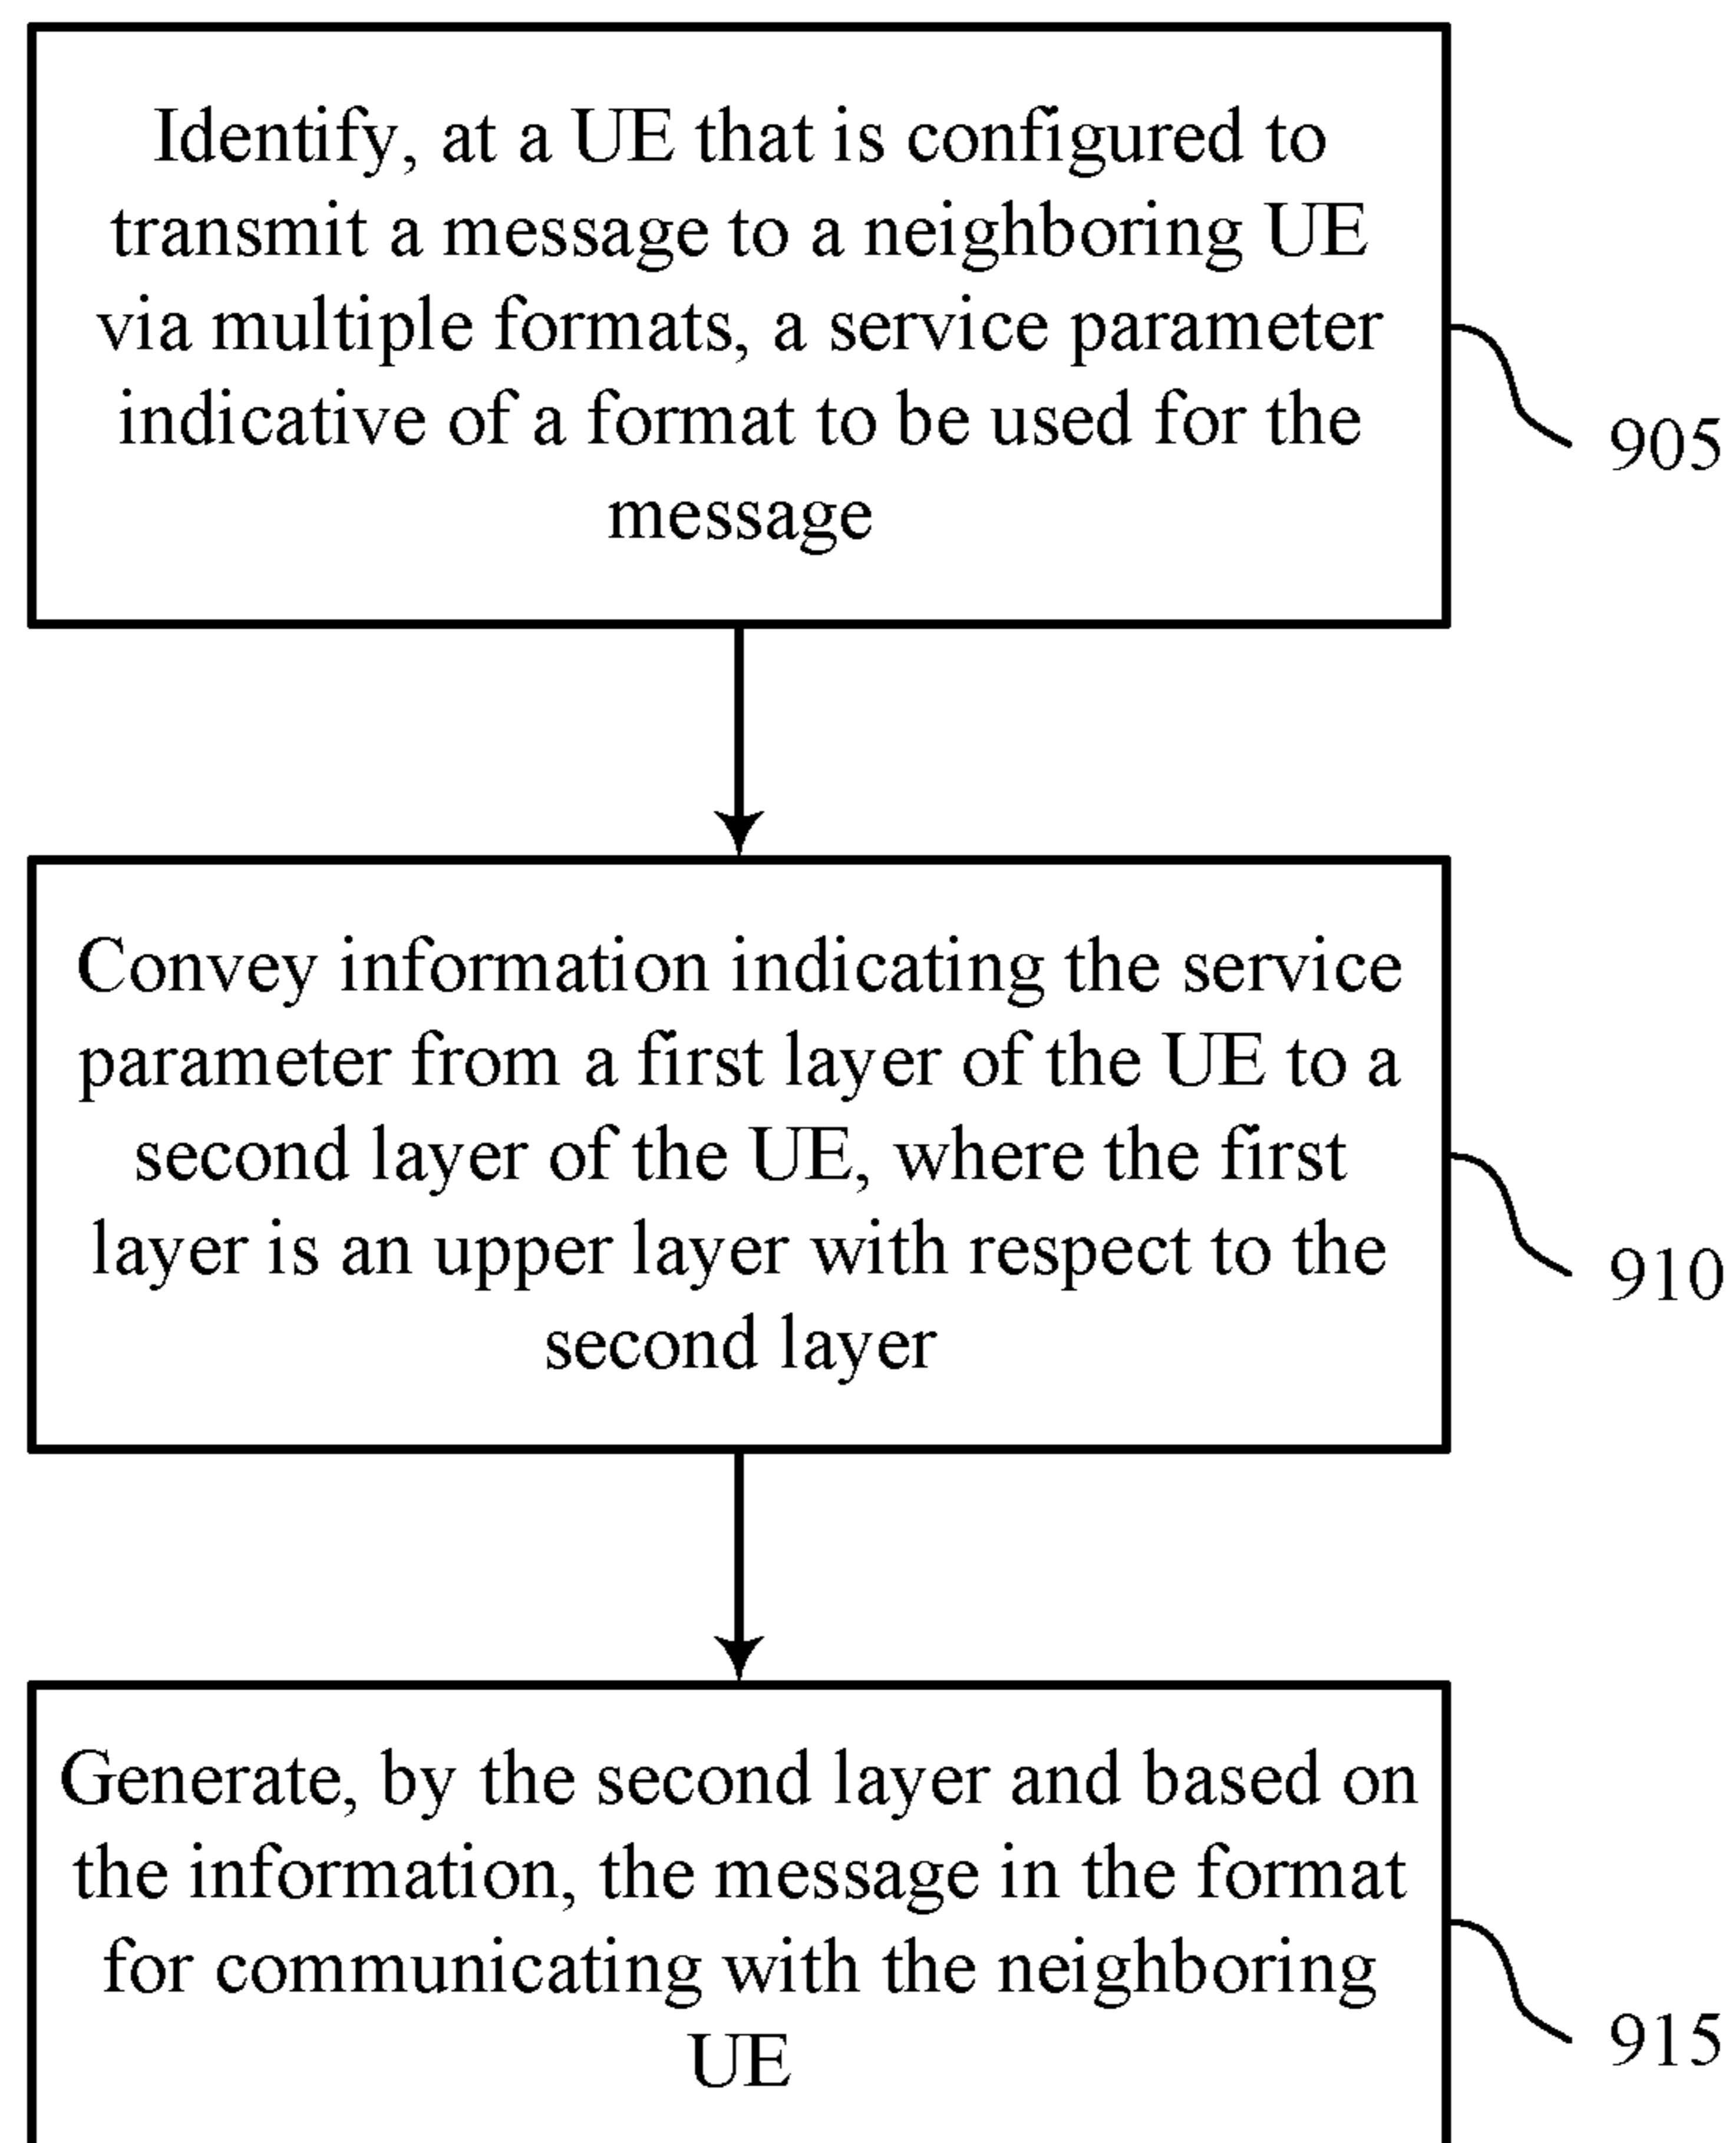 Identify, at a UE that is configured to
transmit a message to a neighboring UE
via multiple formats, a service parameter
indicative of a format to be used for the
message
905
Convey information indicating the service
parameter from a first layer of the UE to a
second layer of the UE, where the first
layer is an upper layer with respect to the
second layer
910
Generate, by the second layer and based on
the information, the message in the format
for communicating with the neighboring
UE
915